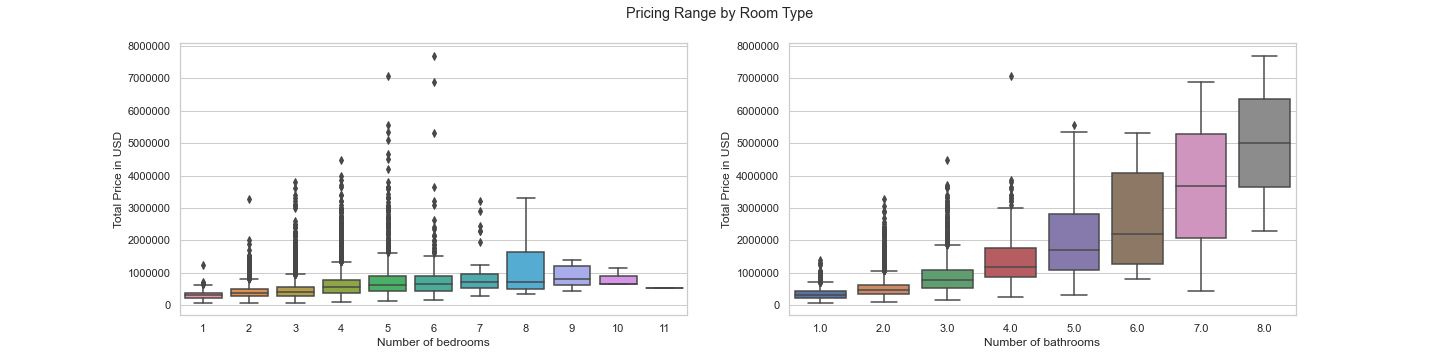 Pricing Range by Room Type
Total Price in USD
8000000
7000000
6000000
5000000
4000000
3000000
2000000
1000000
0
1 2 3 4 5 6 7 8 9 10 11
Number of bedrooms
Total Price in USD
8000000
7000000
6000000
5000000
4000000
3000000
2000000
1000000
0
1.0 2.0 3.0 4.0 5.0 6.0 7.0 8.0
Number of bathrooms